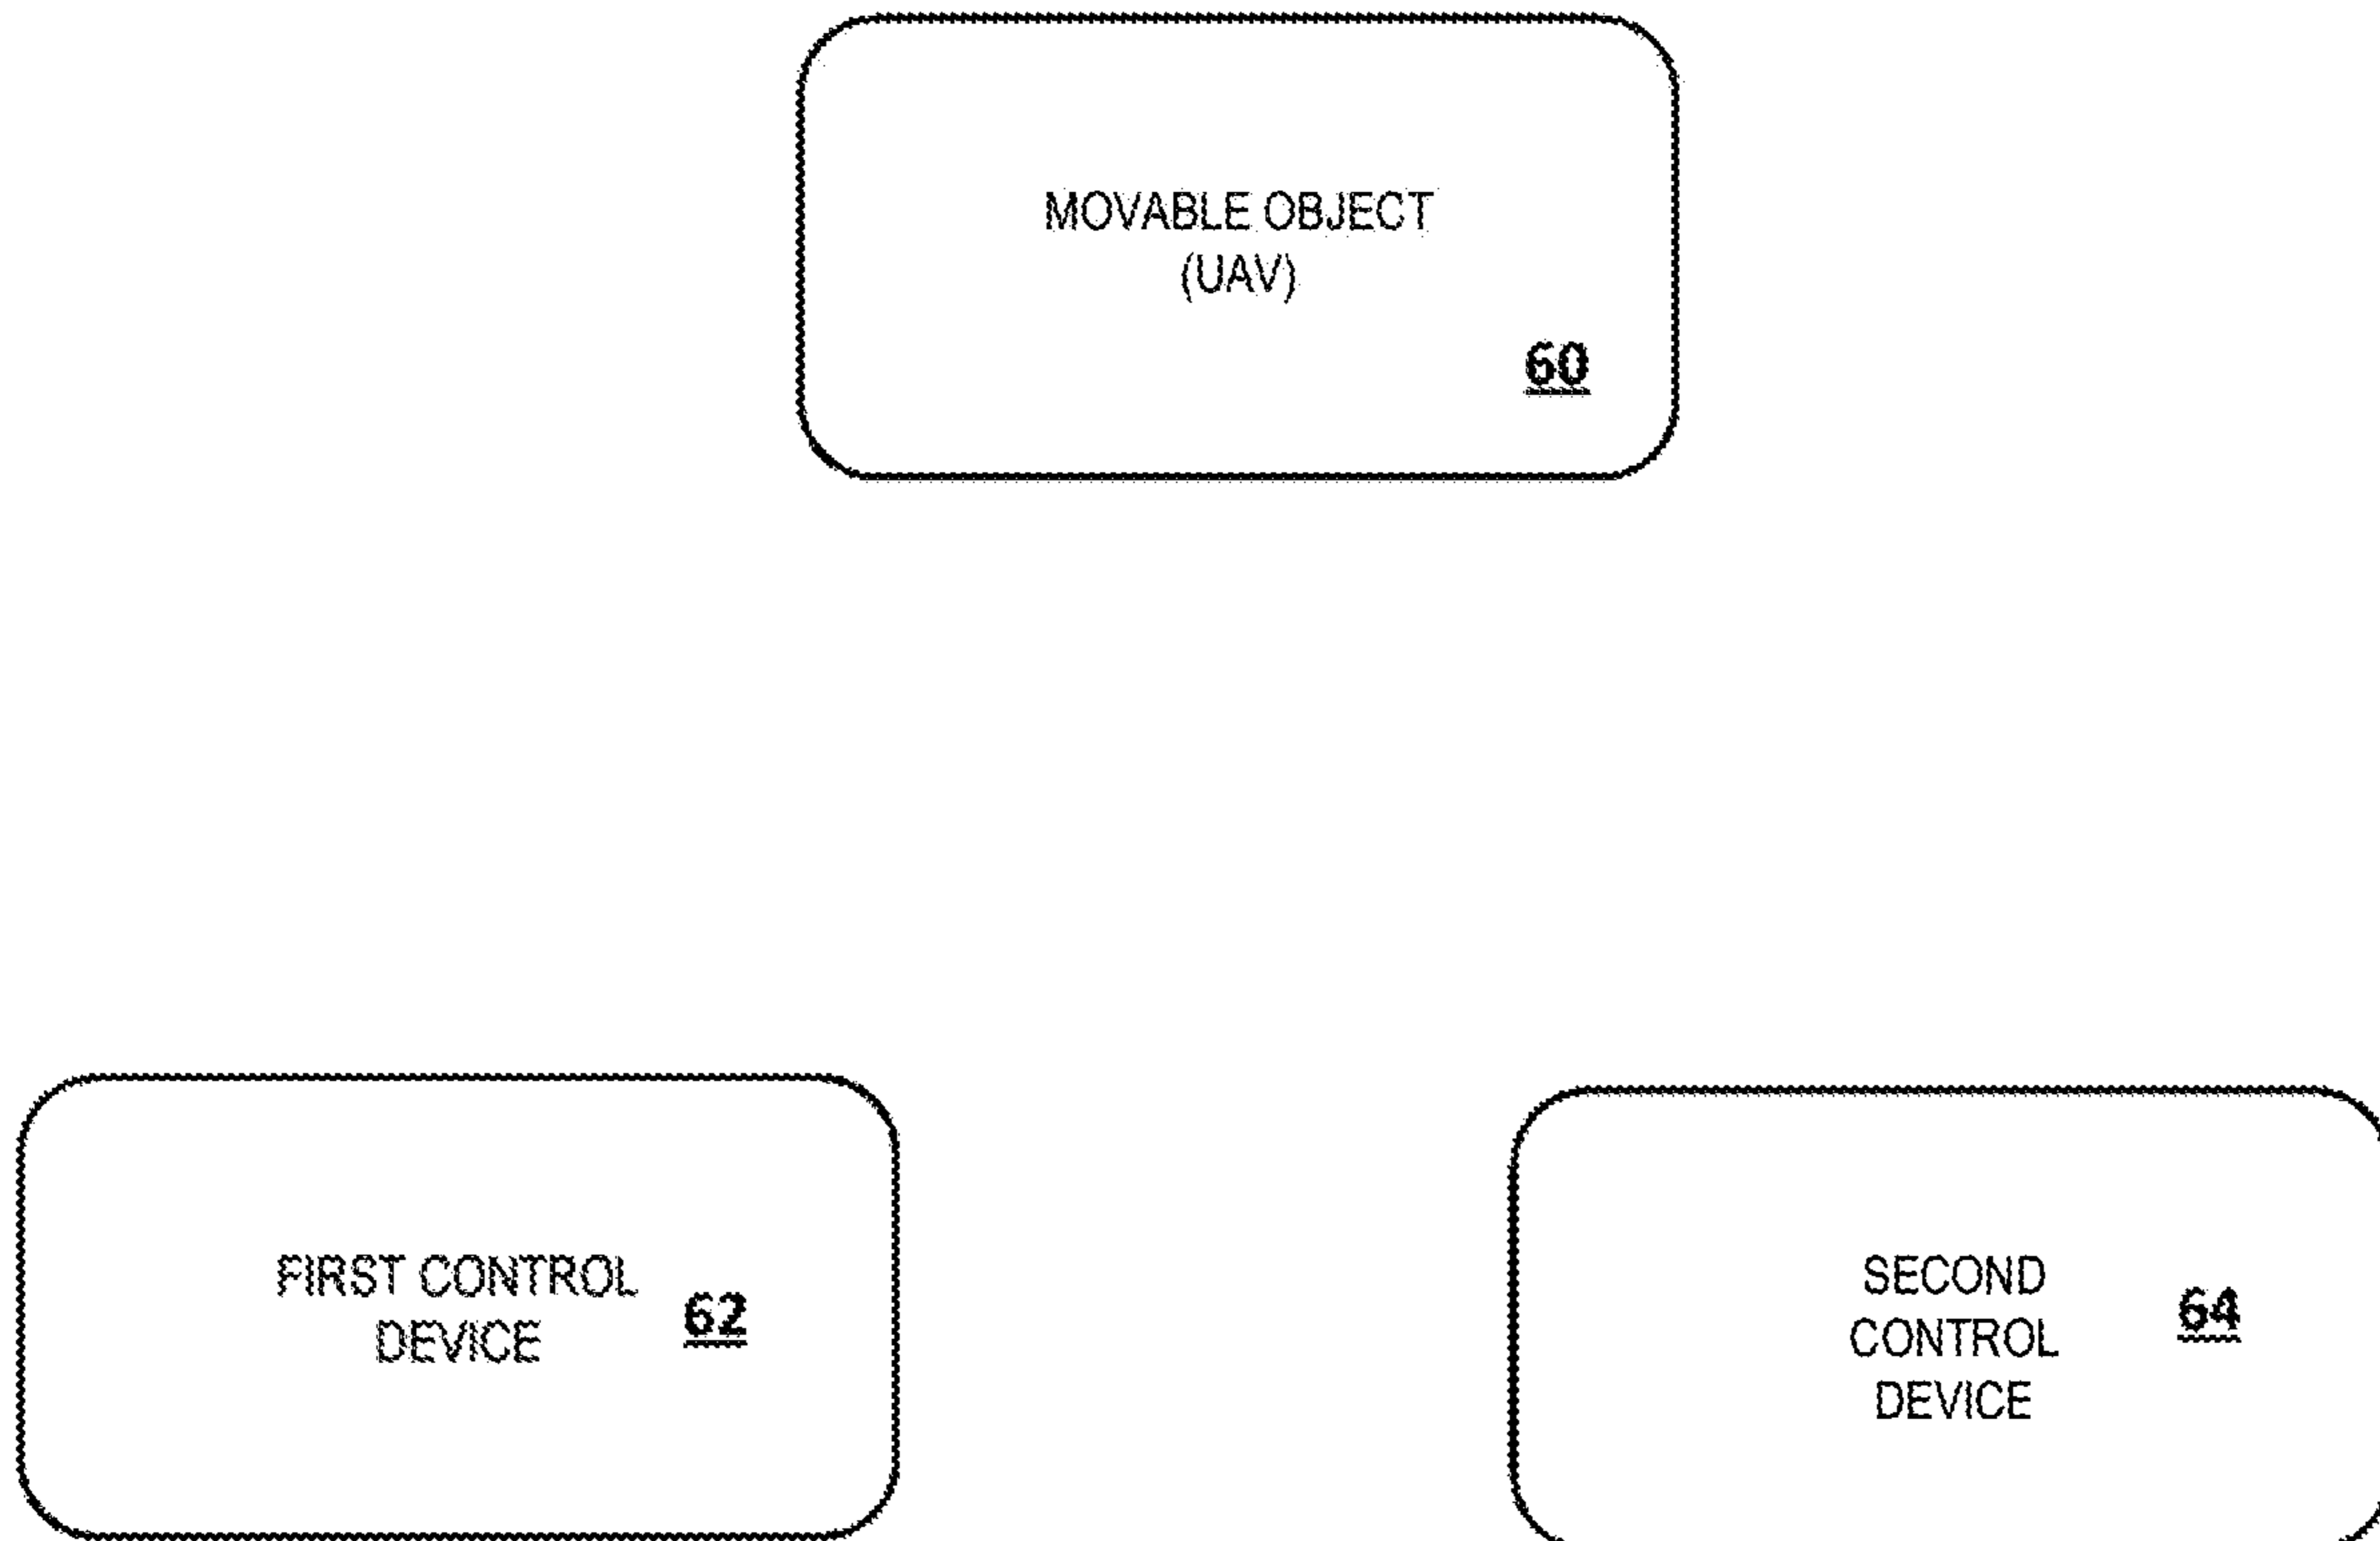 MOVABLE OBJECT
(UAV)
60
FIRST CONTROL
DEVICE
62
SECOND
CONTROL
DEVICE
64